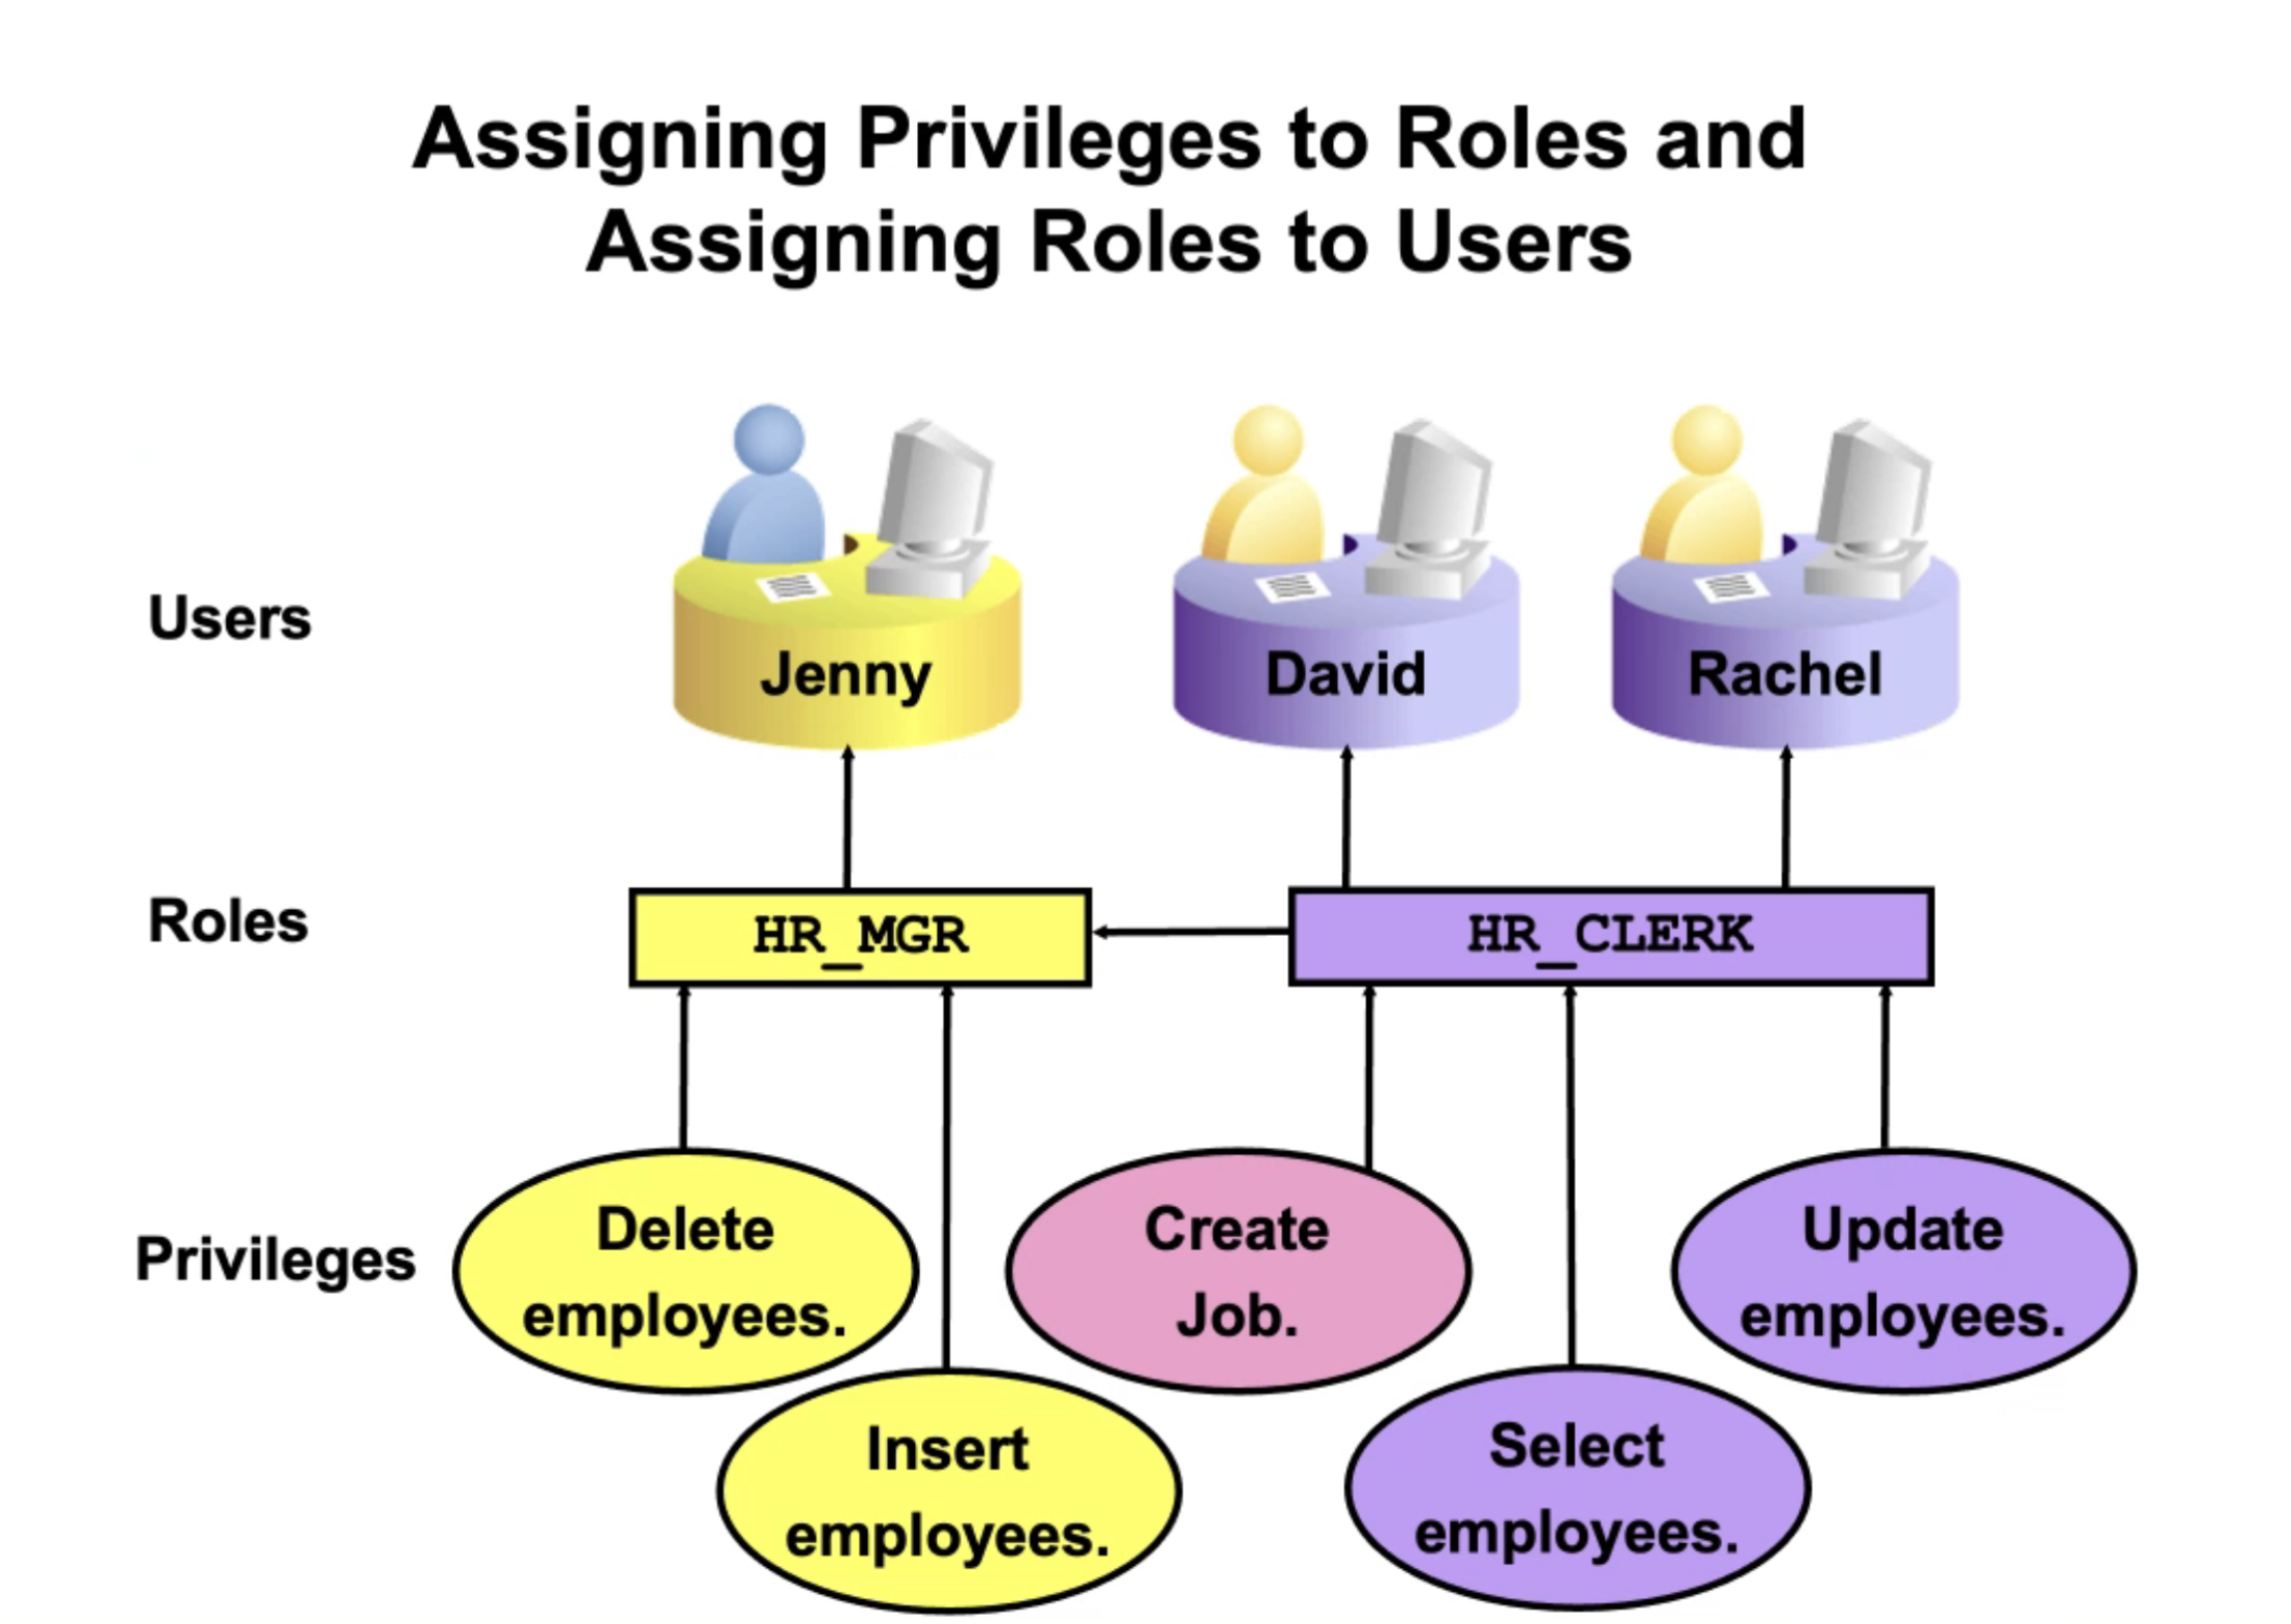 Assigning Privileges to Roles and
Assigning Roles to Users
Users
Jenny
David
Rachel
Roles
HR_MGR
HR_CLERK
Privileges
Delete
employees.
Create
Job.
Update
employees.
Insert
employees.
Select
employees.